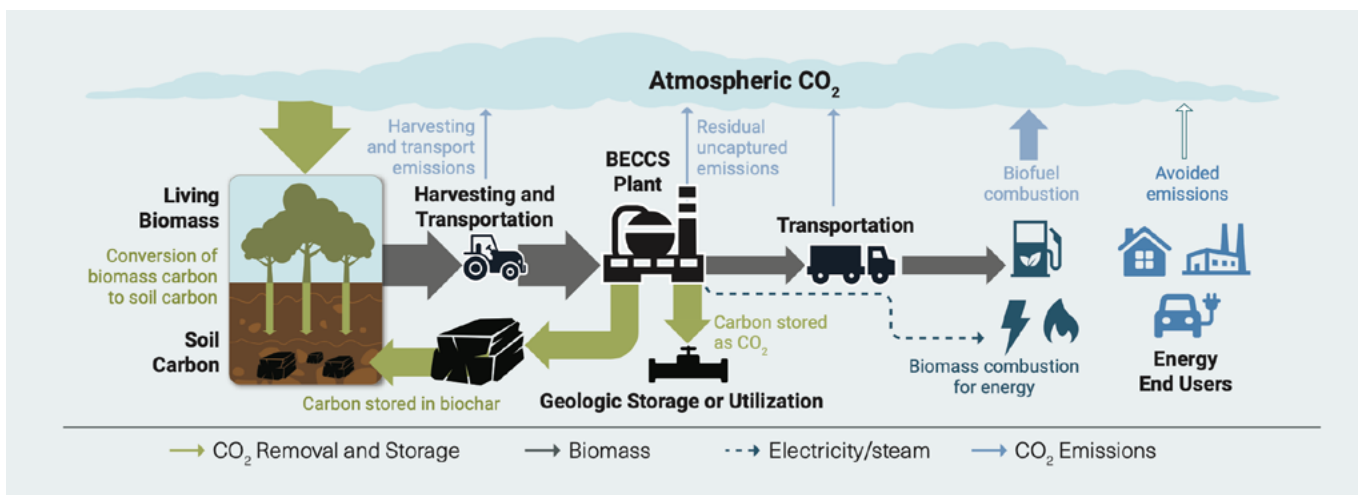 Atmospheric CO₂
Harvesting
and transport
emissions
Residual
uncaptured
emissions
BECCS
Plant
Biofuel
combustion
Avoided
emissions
Living
Biomass
Harvesting and
Transportation
Transportation
Conversion of
biomass carbon
to soil carbon
Soil
Carbon
Carbon stored
as CO₂
Carbon stored in biochar
Geologic Storage or Utilization
Biomass combustion
for energy
Energy
End Users
CO₂ Removal and Storage
Biomass
Electricity/steam
CO₂ Emissions